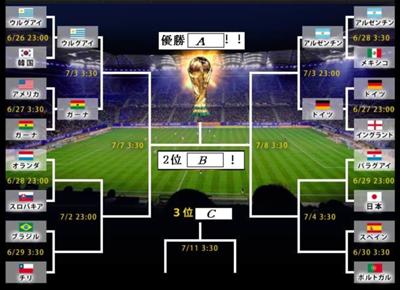 優勝 A !!
2位 B !
3位 C
7/11 3:30
ウルグアイ
6/26 23:00
韓国
ウルグアイ
7/3 3:30
アメリカ
6/27 3:30
ガーナ
ガーナ
7/7 3:30
オランダ
6/28 23:00
スロバキア
7/2 23:00
ブラジル
6/29 3:30
チリ
アルゼンチン
6/28 3:30
メキシコ
アルゼンチン
7/3 23:00
ドイツ
6/27 23:00
イングランド
ドイツ
7/8 3:30
パラグアイ
6/29 23:00
日本
7/4 3:30
スペイン
6/30 3:30
ポルトガル